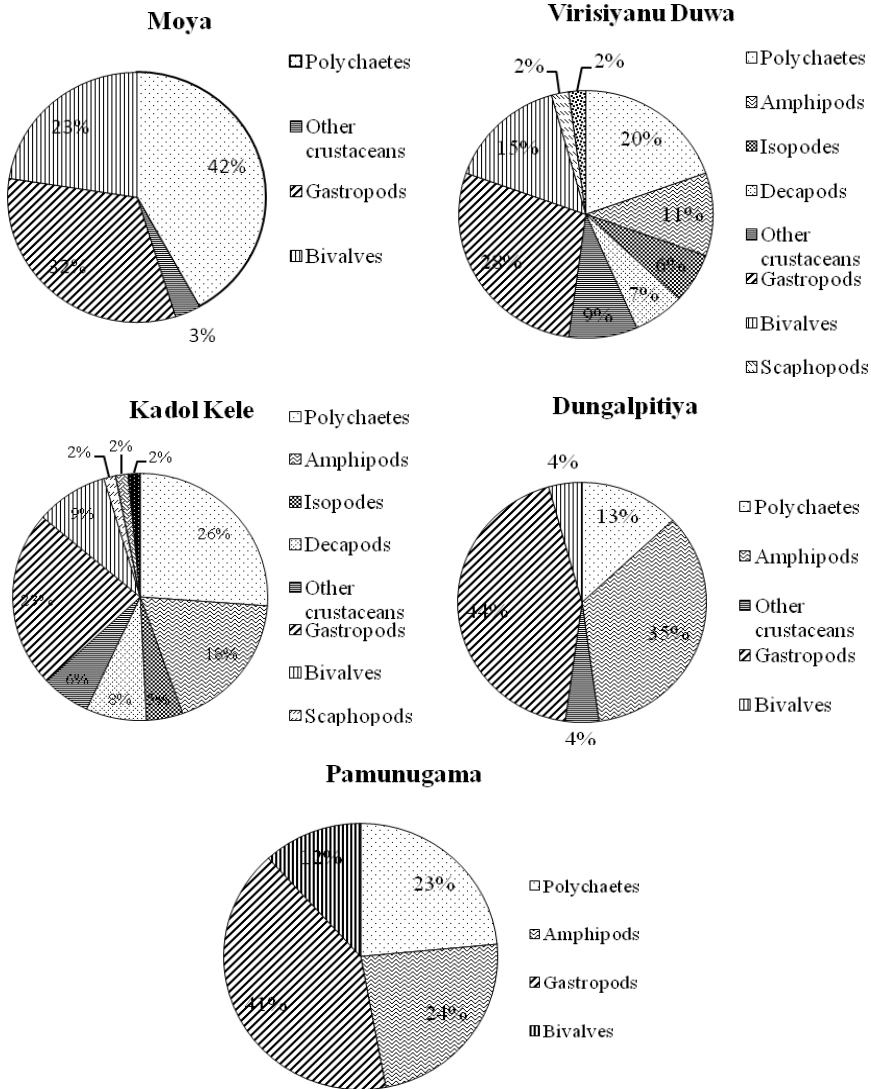 Moya
Polychaetes
Other
crustaceans
Gastropods
Bivalves
23%
42%
32%
3%
Virisiyanu Duwa
2%
2%
20%
15%
11%
6%
28%
7%
9%
Polychaetes
Amphipods
Isopodes
Decapods
Other
crustaceans
Gastropods
Bivalves
Scaphopods
Kadol Kele
2%
2%
2%
9%
26%
18%
6%
8%
5%
Polychaetes
Amphipods
Isopodes
Decapods
Other
crustaceans
Gastropods
Bivalves
Scaphopods
Dungalpitiya
4%
13%
44%
35%
4%
Polychaetes
Amphipods
Other
crustaceans
Gastropods
Bivalves
Pamunugama
12%
23%
41%
24%
Polychaetes
Amphipods
Gastropods
Bivalves